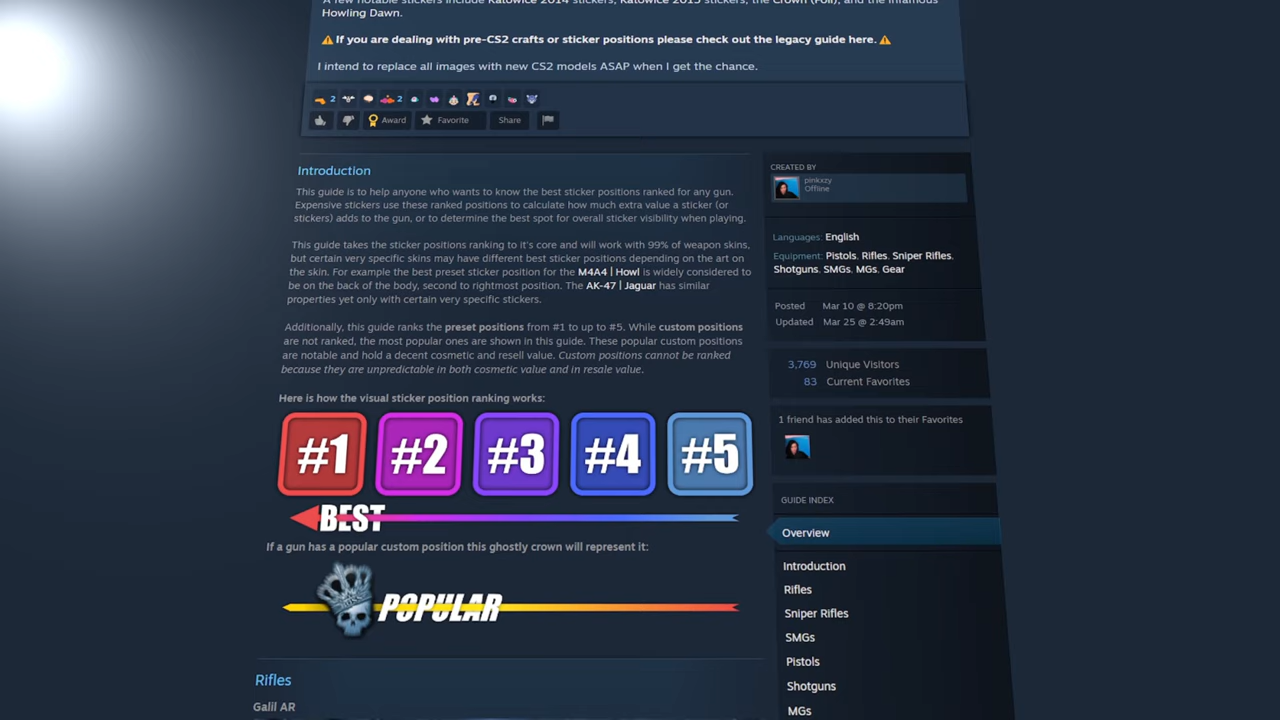 A few notable stickers include Katowice 2014 stickers, Katowice 2015 stickers, the Crown (Foil), and the infamous
Howling Dawn.
If you are dealing with pre-CS2 crafts or sticker positions please check out the legacy guide here.
I intend to replace all images with new CS2 models ASAP when I get the chance.
2 2
Award Favorite Share
Introduction
This guide is to help anyone who wants to know the best sticker positions ranked for any gun.
Expensive stickers use these ranked positions to calculate how much extra value a sticker (or
stickers) adds to the gun, or to determine the best spot for overall sticker visibility when playing.
This guide takes the sticker positions ranking to it's core and will work with 99% of weapon skins,
but certain very specific skins may have different best sticker positions depending on the art on
the skin. For example the best preset sticker position for the M4A4 | Howl is widely considered to
be on the back of the body, second to rightmost position. The AK-47 | Jaguar has similar
properties yet only with certain very specific stickers.
Additionally, this guide ranks the preset positions from #1 to up to #5. While custom positions
are not ranked, the most popular ones are shown in this guide. These popular custom positions
are notable and hold a decent cosmetic and resell value. Custom positions cannot be ranked
because they are unpredictable in both cosmetic value and in resale value.
Here is how the visual sticker position ranking works:
#1 #2 #3 #4 #5
BEST
If a gun has a popular custom position this ghostly crown will represent it:
POPULAR
Rifles
Galil AR
CREATED BY
pinkxzy
Offline
Languages: English
Equipment: Pistols, Rifles, Sniper Rifles,
Shotguns, SMGs, MGs, Gear
Posted Mar 10 @ 8:20pm
Updated Mar 25 @ 2:49am
3,769 Unique Visitors
83 Current Favorites
1 friend has added this to their Favorites
GUIDE INDEX
Overview
Introduction
Rifles
Sniper Rifles
SMGs
Pistols
Shotguns
MGs